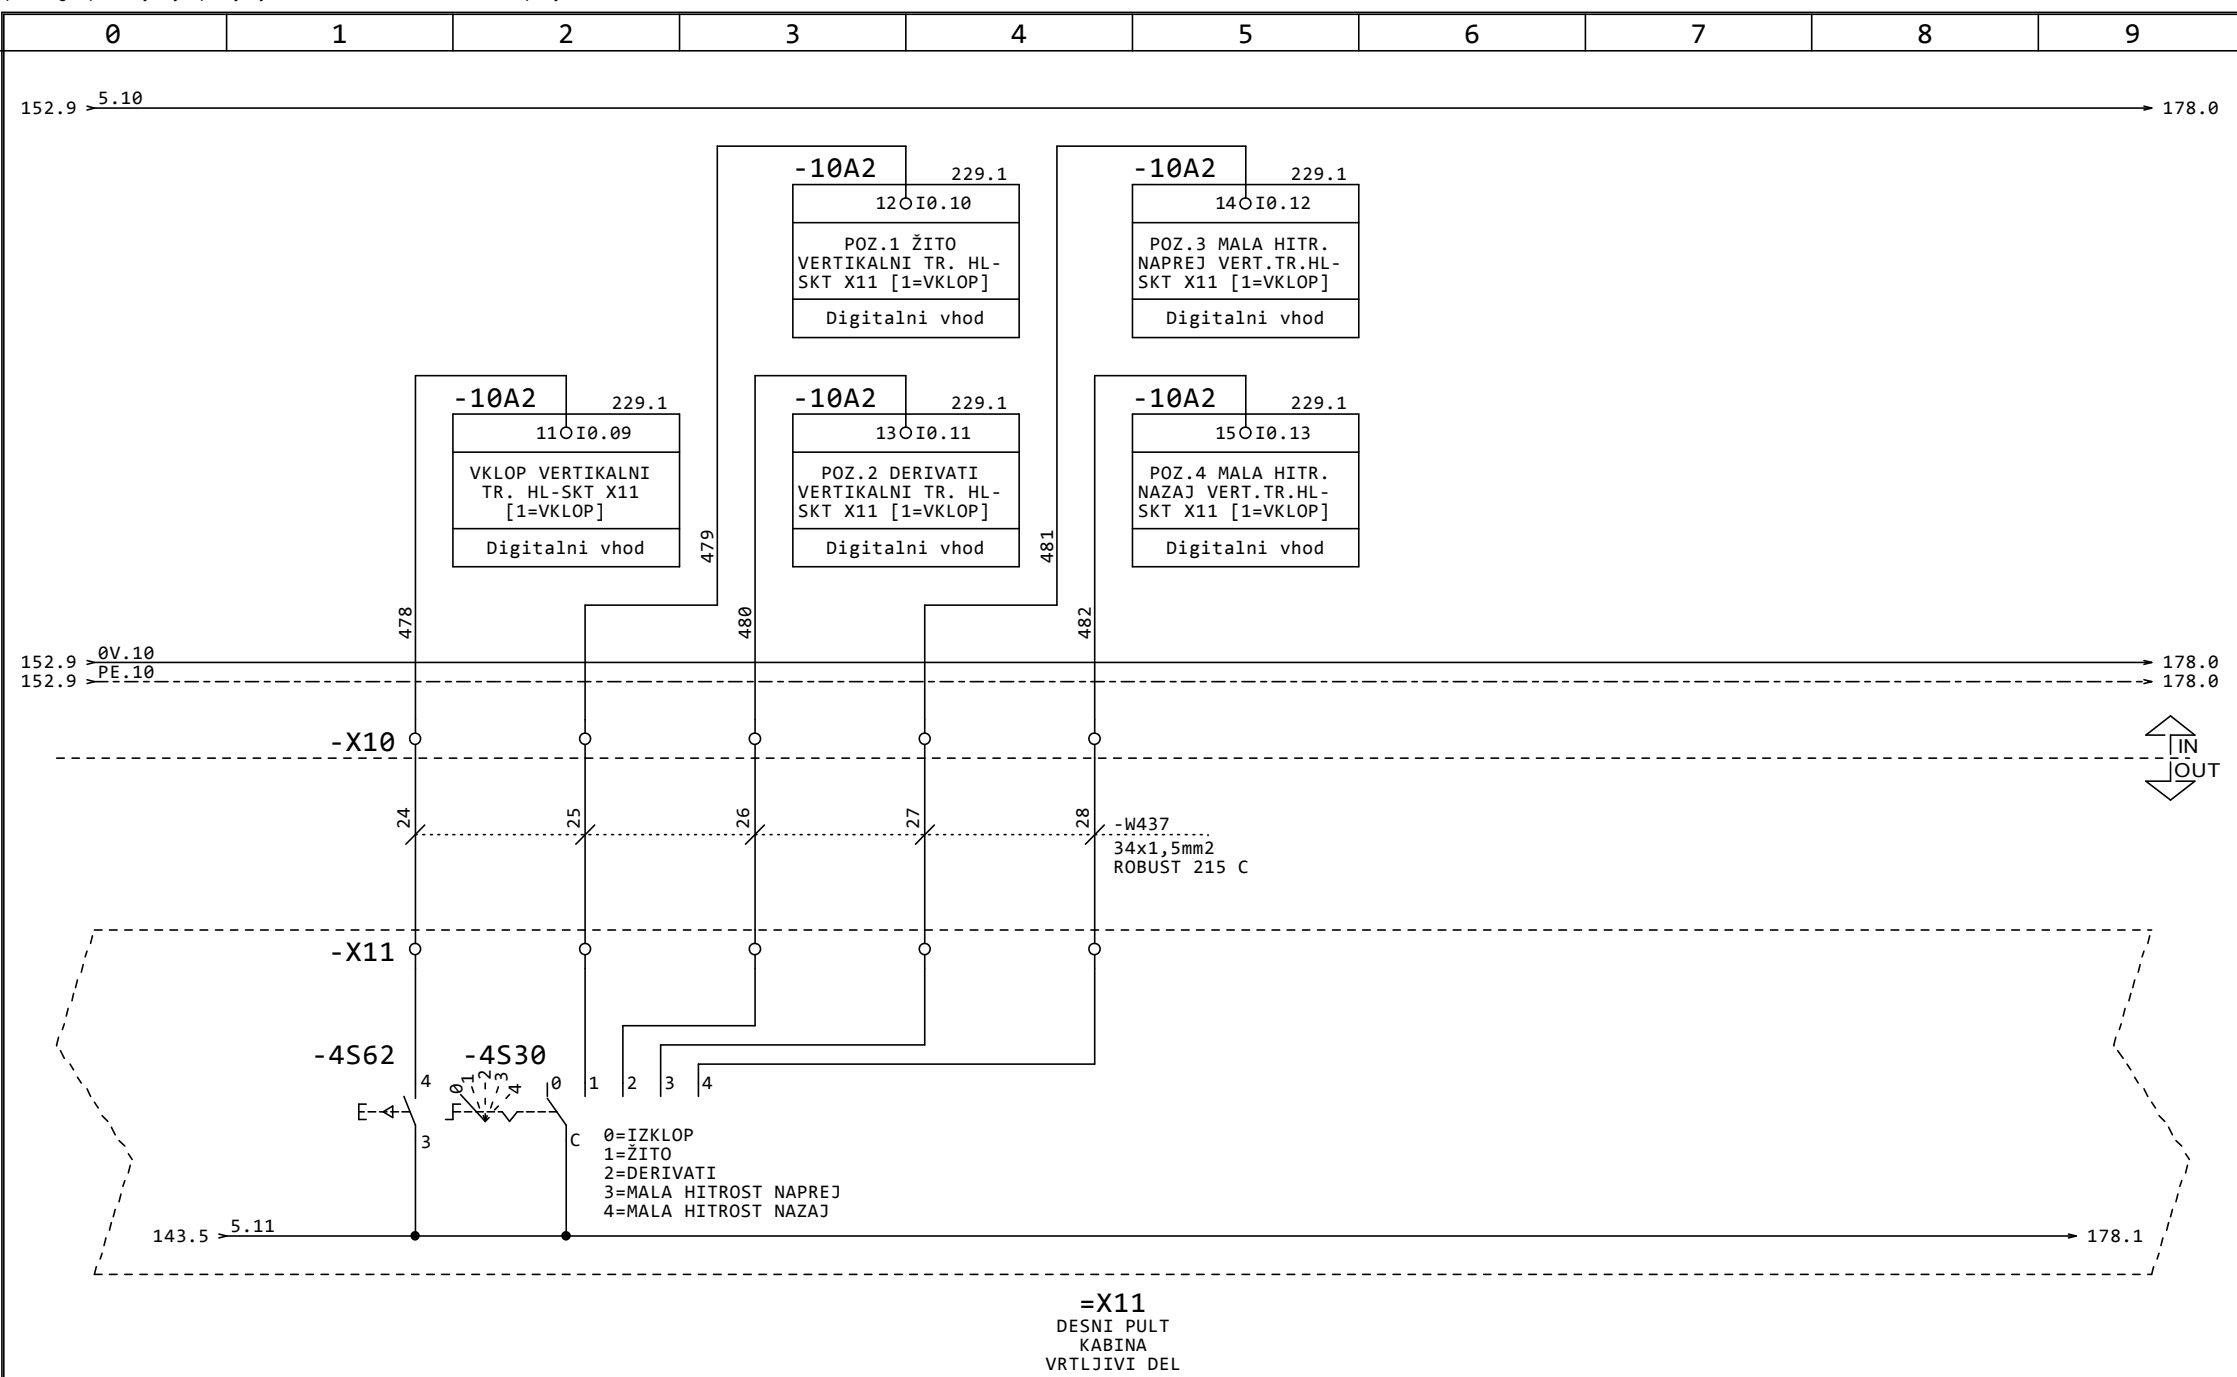 0 1 2 3 4 5 6 7 8 9
5.10
152.9 178.0
-10A2 229.1
12 I0.10
POZ.1 ŽITO
VERTIKALNI TR. HL-
SKT X11 [1=VKLOP]
Digitalni vhod
-10A2 229.1
14 I0.12
POZ.3 MALA HITR.
NAPREJ VERT.TR.HL-
SKT X11 [1=VKLOP]
Digitalni vhod
-10A2 229.1
11 I0.09
VKLOP VERTIKALNI
TR. HL-SKT X11
[1=VKLOP]
Digitalni vhod
-10A2 229.1
13 I0.11
POZ.2 DERIVATI
VERTIKALNI TR. HL-
SKT X11 [1=VKLOP]
Digitalni vhod
-10A2 229.1
15 I0.13
POZ.4 MALA HITR.
NAZAJ VERT.TR.HL-
SKT X11 [1=VKLOP]
Digitalni vhod
478
479
480
481
482
0V.10
152.9 178.0
PE.10
152.9 178.0
-X10
IN
OUT
24
25
26
27
28
-W437
34x1,5mm2
ROBUST 215 C
-X11
-4S62
4
3
-4S30
0 1 2 3 4
0 1 2 3 4
C
0=IZKLOP
1=ŽITO
2=DERIVATI
3=MALA HITROST NAPREJ
4=MALA HITROST NAZAJ
5.11
143.5 178.1
=X11
DESNI PULT
KABINA
VRTLJIVI DEL